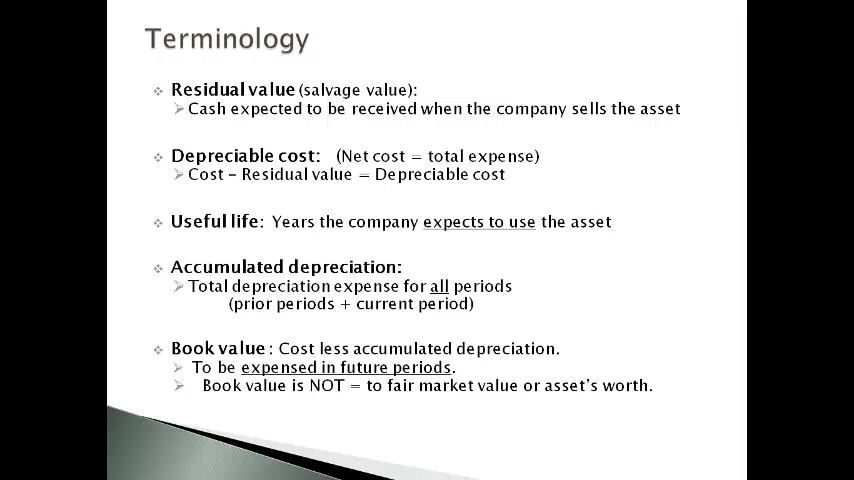 Terminology
Residual value (salvage value):
Cash expected to be received when the company sells the asset
Depreciable cost: (Net cost = total expense)
Cost – Residual value = Depreciable cost
Useful life: Years the company expects to use the asset
Accumulated depreciation:
Total depreciation expense for all periods
(prior periods + current period)
Book value : Cost less accumulated depreciation.
To be expensed in future periods.
Book value is NOT = to fair market value or asset's worth.